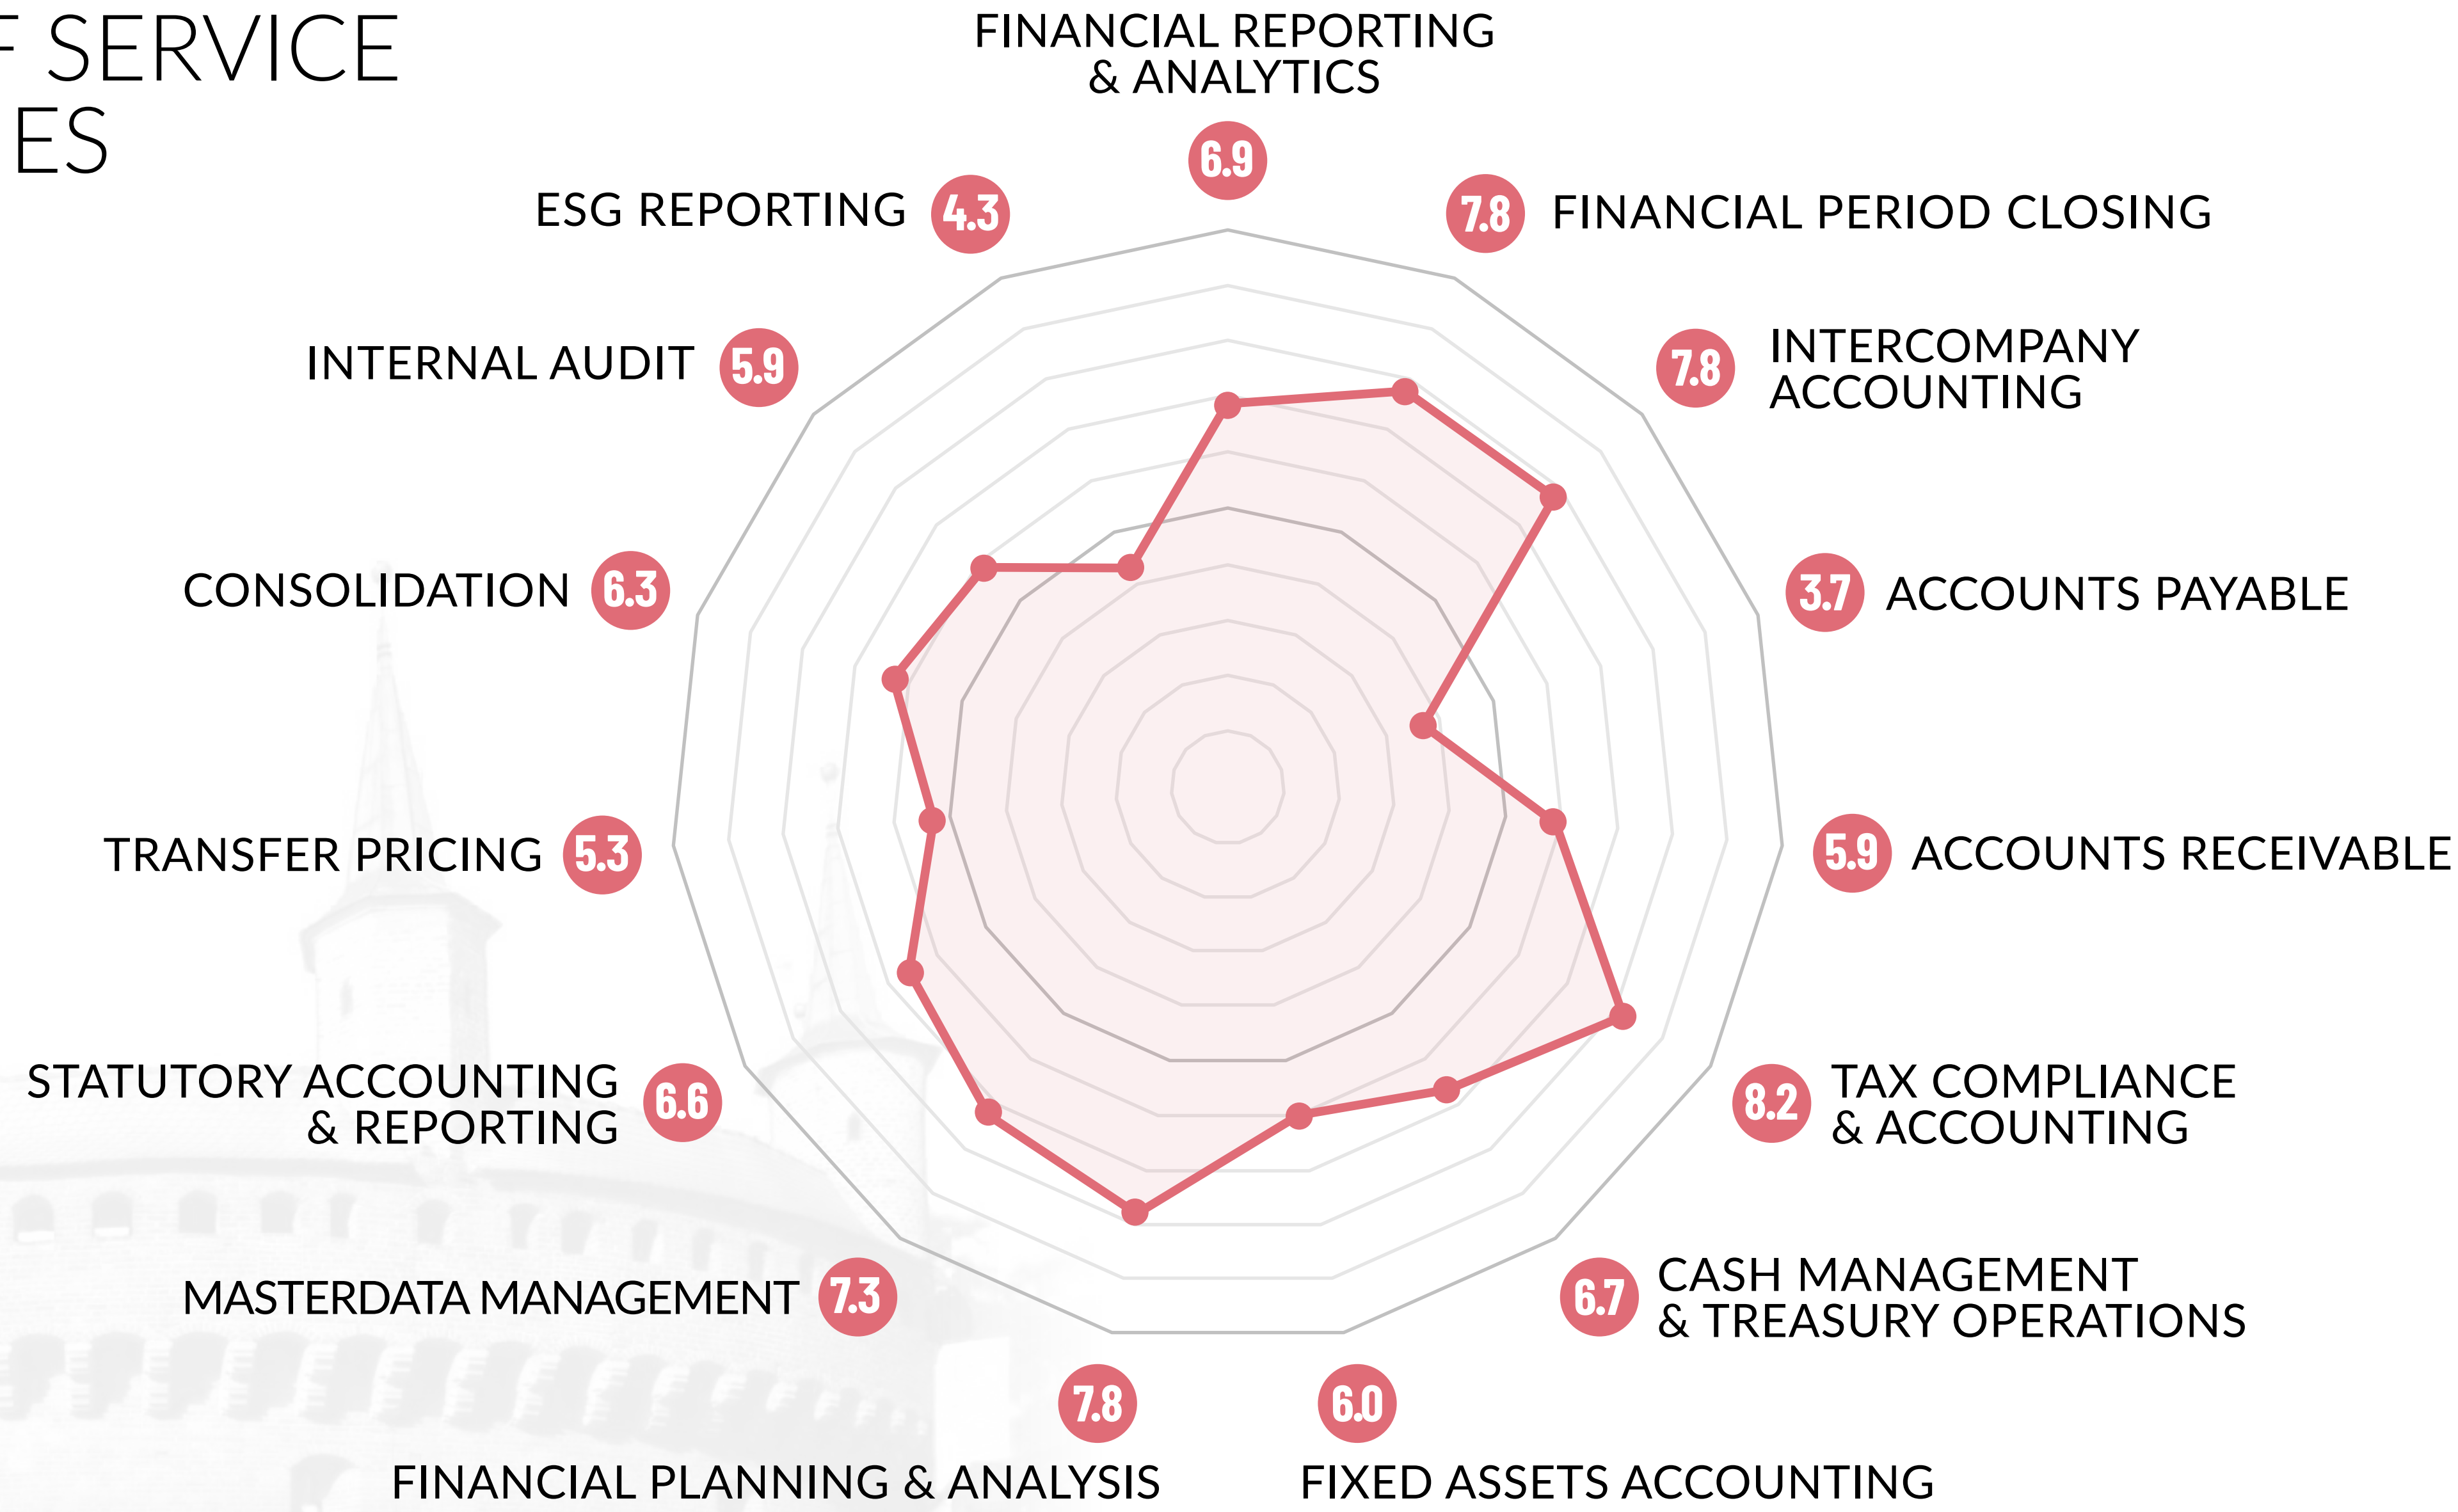 F SERVICE
ES
FINANCIAL REPORTING
& ANALYTICS
6.9
7.8 FINANCIAL PERIOD CLOSING
7.8 INTERCOMPANY
ACCOUNTING
3.7 ACCOUNTS PAYABLE
5.9 ACCOUNTS RECEIVABLE
8.2 TAX COMPLIANCE
& ACCOUNTING
6.7 CASH MANAGEMENT
& TREASURY OPERATIONS
6.0
FIXED ASSETS ACCOUNTING
7.8
FINANCIAL PLANNING & ANALYSIS
MASTERDATA MANAGEMENT 7.3
STATUTORY ACCOUNTING
& REPORTING 6.6
TRANSFER PRICING 5.3
CONSOLIDATION 6.3
INTERNAL AUDIT 5.9
ESG REPORTING 4.3